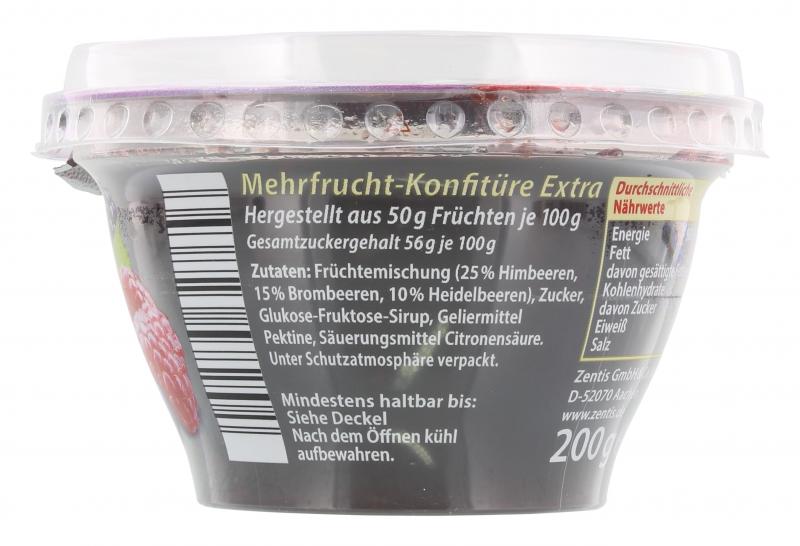 Mehrfrucht-Konfitüre Extra
Hergestellt aus 50g Früchten je 100g
Gesamtzuckergehalt 56g je 100g
Zutaten: Früchtemischung (25% Himbeeren,
15% Brombeeren, 10% Heidelbeeren), Zucker,
Glukose-Fruktose-Sirup, Geliermittel
Pektine, Säuerungsmittel Citronensäure.
Unter Schutzatmosphäre verpackt.
Mindestens haltbar bis:
Siehe Deckel
Nach dem Öffnen kühl
aufbewahren.
Durchschnittliche
Nährwerte
Energie
Fett
davon gesättigte
Kohlenhydrate
davon Zucker
Eiweiß
Salz
Zentis GmbH
D-52070
www.zentis.
200g